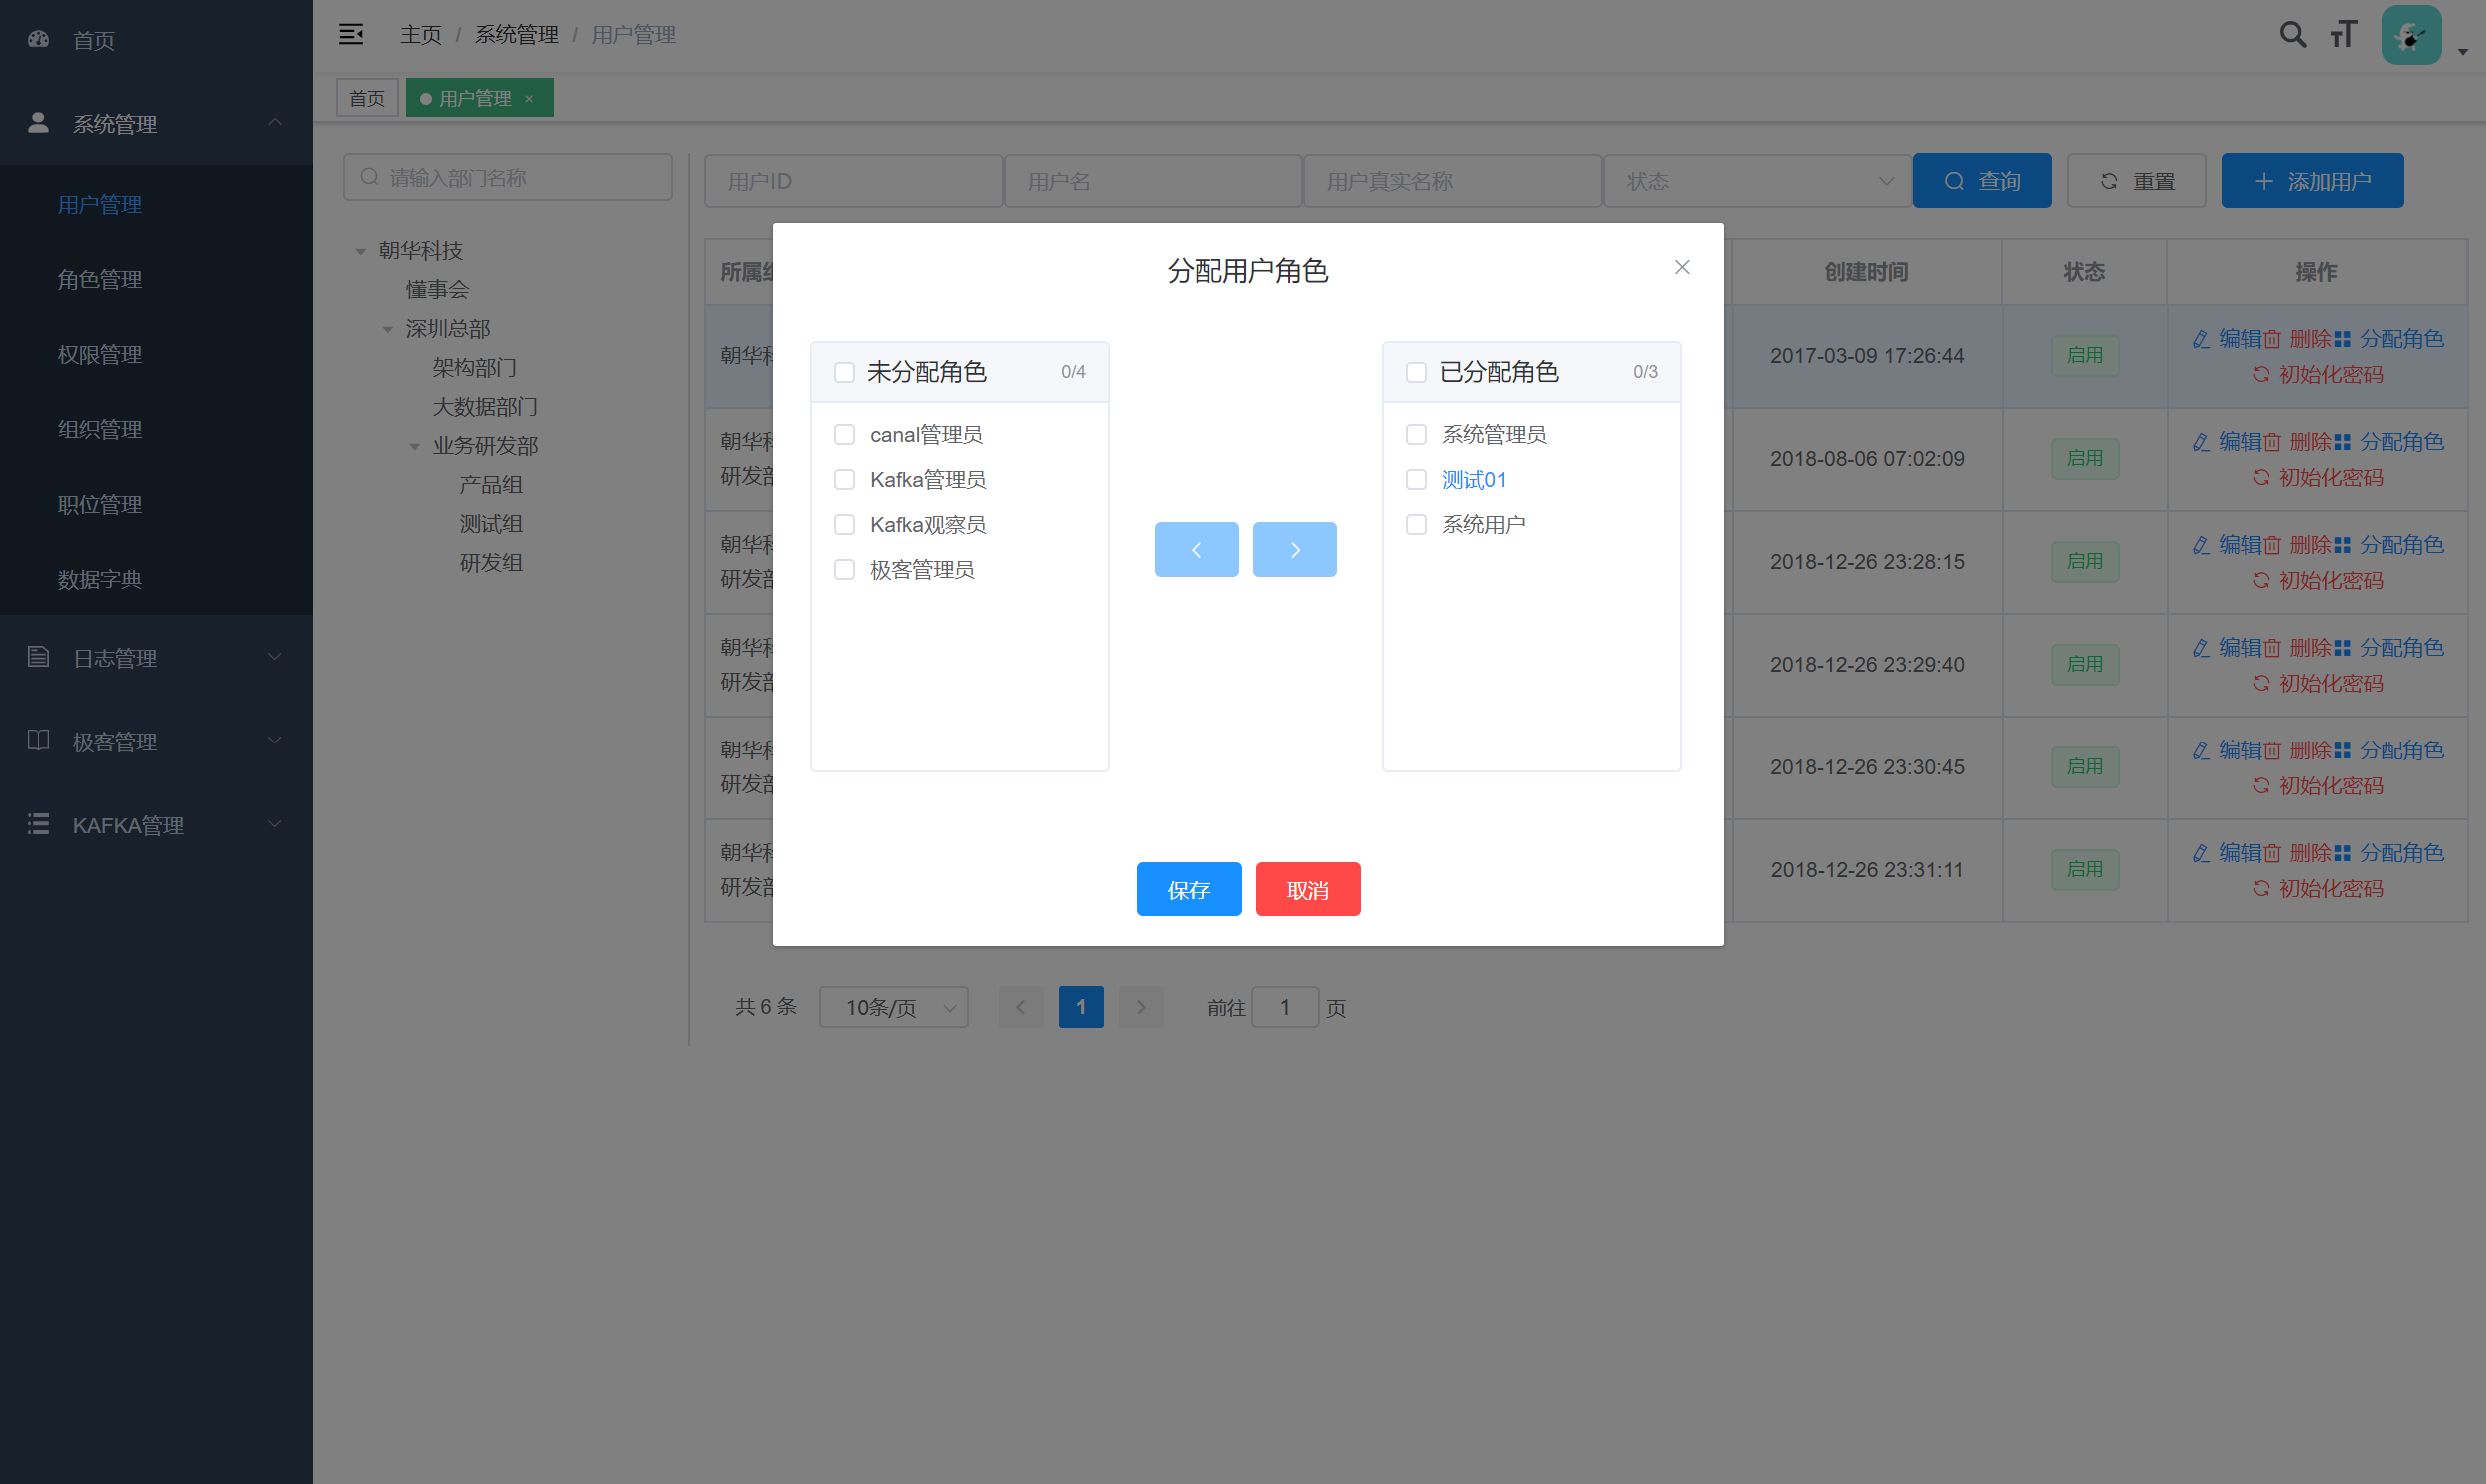 首页
系统管理
用户管理
角色管理
权限管理
组织管理
职位管理
数据字典
日志管理
极客管理
KAFKA管理
主页 / 系统管理 / 用户管理
首页
用户管理 ×
请输入部门名称
朝华科技
懂事会
深圳总部
架构部门
大数据部门
业务研发部
产品组
测试组
研发组
用户ID 用户名 用户真实名称 状态 查询 重置 添加用户
所属 创建时间 状态 操作
朝华 2017-03-09 17:26:44 启用 编辑 删除 分配角色
初始化密码
朝华
研发 2018-08-06 07:02:09 启用 编辑 删除 分配角色
初始化密码
朝华
研发 2018-12-26 23:28:15 启用 编辑 删除 分配角色
初始化密码
朝华
研发 2018-12-26 23:29:40 启用 编辑 删除 分配角色
初始化密码
朝华
研发 2018-12-26 23:30:45 启用 编辑 删除 分配角色
初始化密码
朝华
研发 2018-12-26 23:31:11 启用 编辑 删除 分配角色
初始化密码
共 6 条 10条/页 1 前往 1 页
分配用户角色
未分配角色 0/4
canal管理员
Kafka管理员
Kafka观察员
极客管理员
已分配角色 0/3
系统管理员
测试01
系统用户
保存 取消